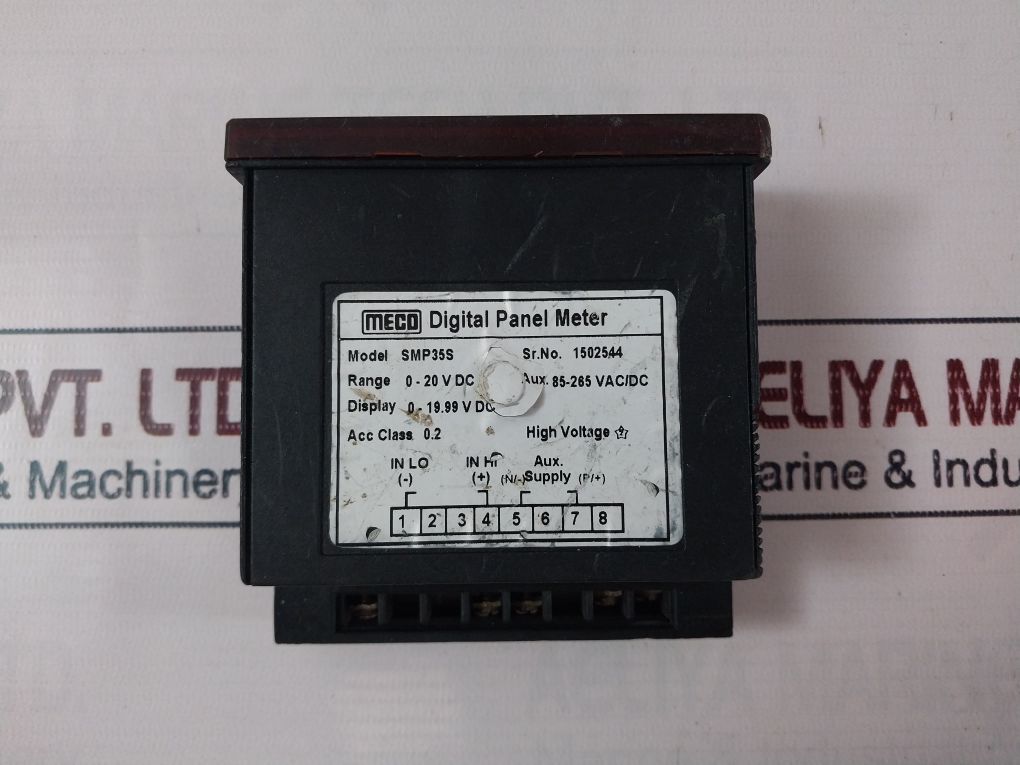 MECO Digital Panel Meter
Model SMP35S Sr.No. 1502544
Range 0 - 20 V DC Aux. 85-265 VAC/DC
Display 0 - 19.99 V DC
Acc Class 0.2 High Voltage
IN LO IN HI Aux.
(-) (+) (N/-) Supply (P/+)
1 2 3 4 5 6 7 8
PVT. LTD
& Machiner
ELIYA MA
arine & Indu